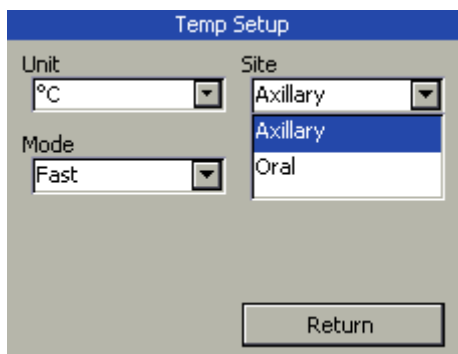 Temp Setup
Unit
Site
°C
Axillary
Axillary
Mode
Oral
Fast
Return